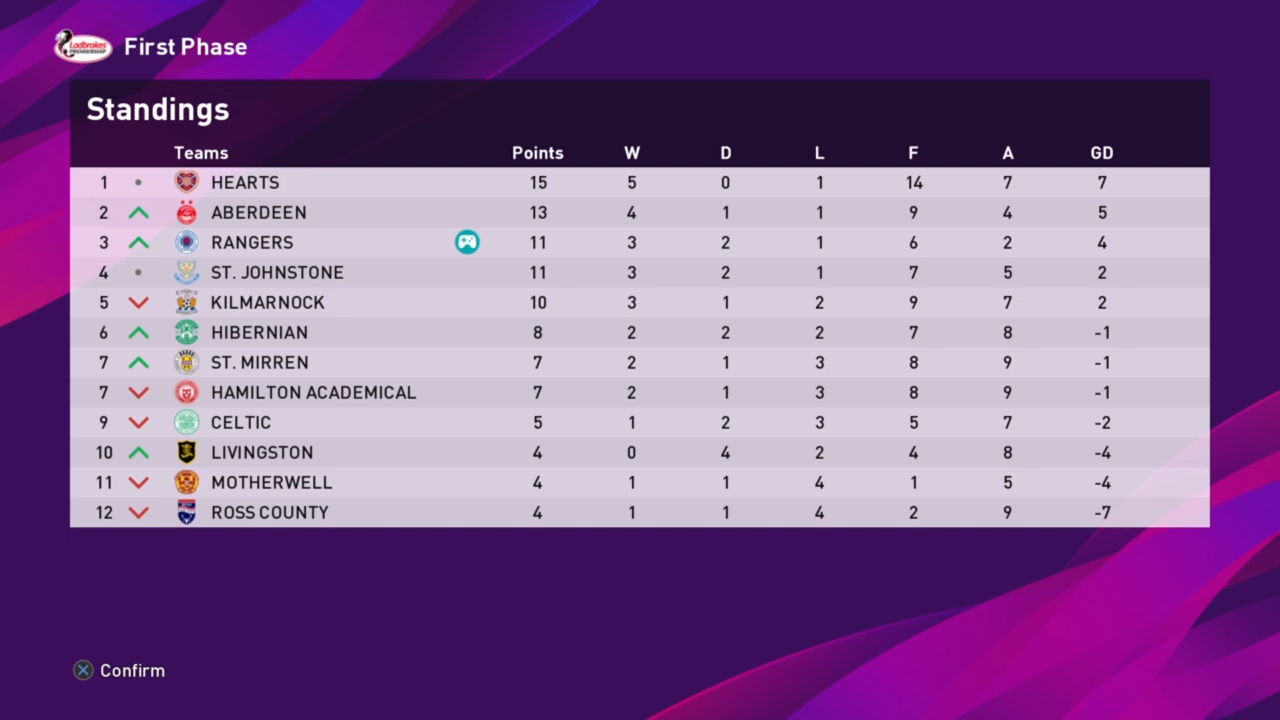 Ladbrokes
PREMIERSHIP
First Phase
Standings
Teams Points W D L F A GD
1 HEARTS 15 5 0 1 14 7 7
2 ABERDEEN 13 4 1 1 9 4 5
3 RANGERS 11 3 2 1 6 2 4
4 ST. JOHNSTONE 11 3 2 1 7 5 2
5 KILMARNOCK 10 3 1 2 9 7 2
6 HIBERNIAN 8 2 2 2 7 8 -1
7 ST. MIRREN 7 2 1 3 8 9 -1
7 HAMILTON ACADEMICAL 7 2 1 3 8 9 -1
9 CELTIC 5 1 2 3 5 7 -2
10 LIVINGSTON 4 0 4 2 4 8 -4
11 MOTHERWELL 4 1 1 4 1 5 -4
12 ROSS COUNTY 4 1 1 4 2 9 -7
Confirm